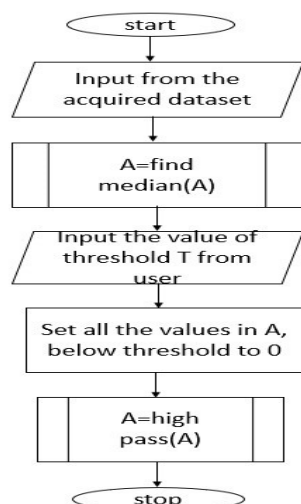 start
Input from the
acquired dataset
A=find
median(A)
Input the value of
threshold T from
user
Set all the values in A,
below threshold to 0
A=high
pass(A)
stop